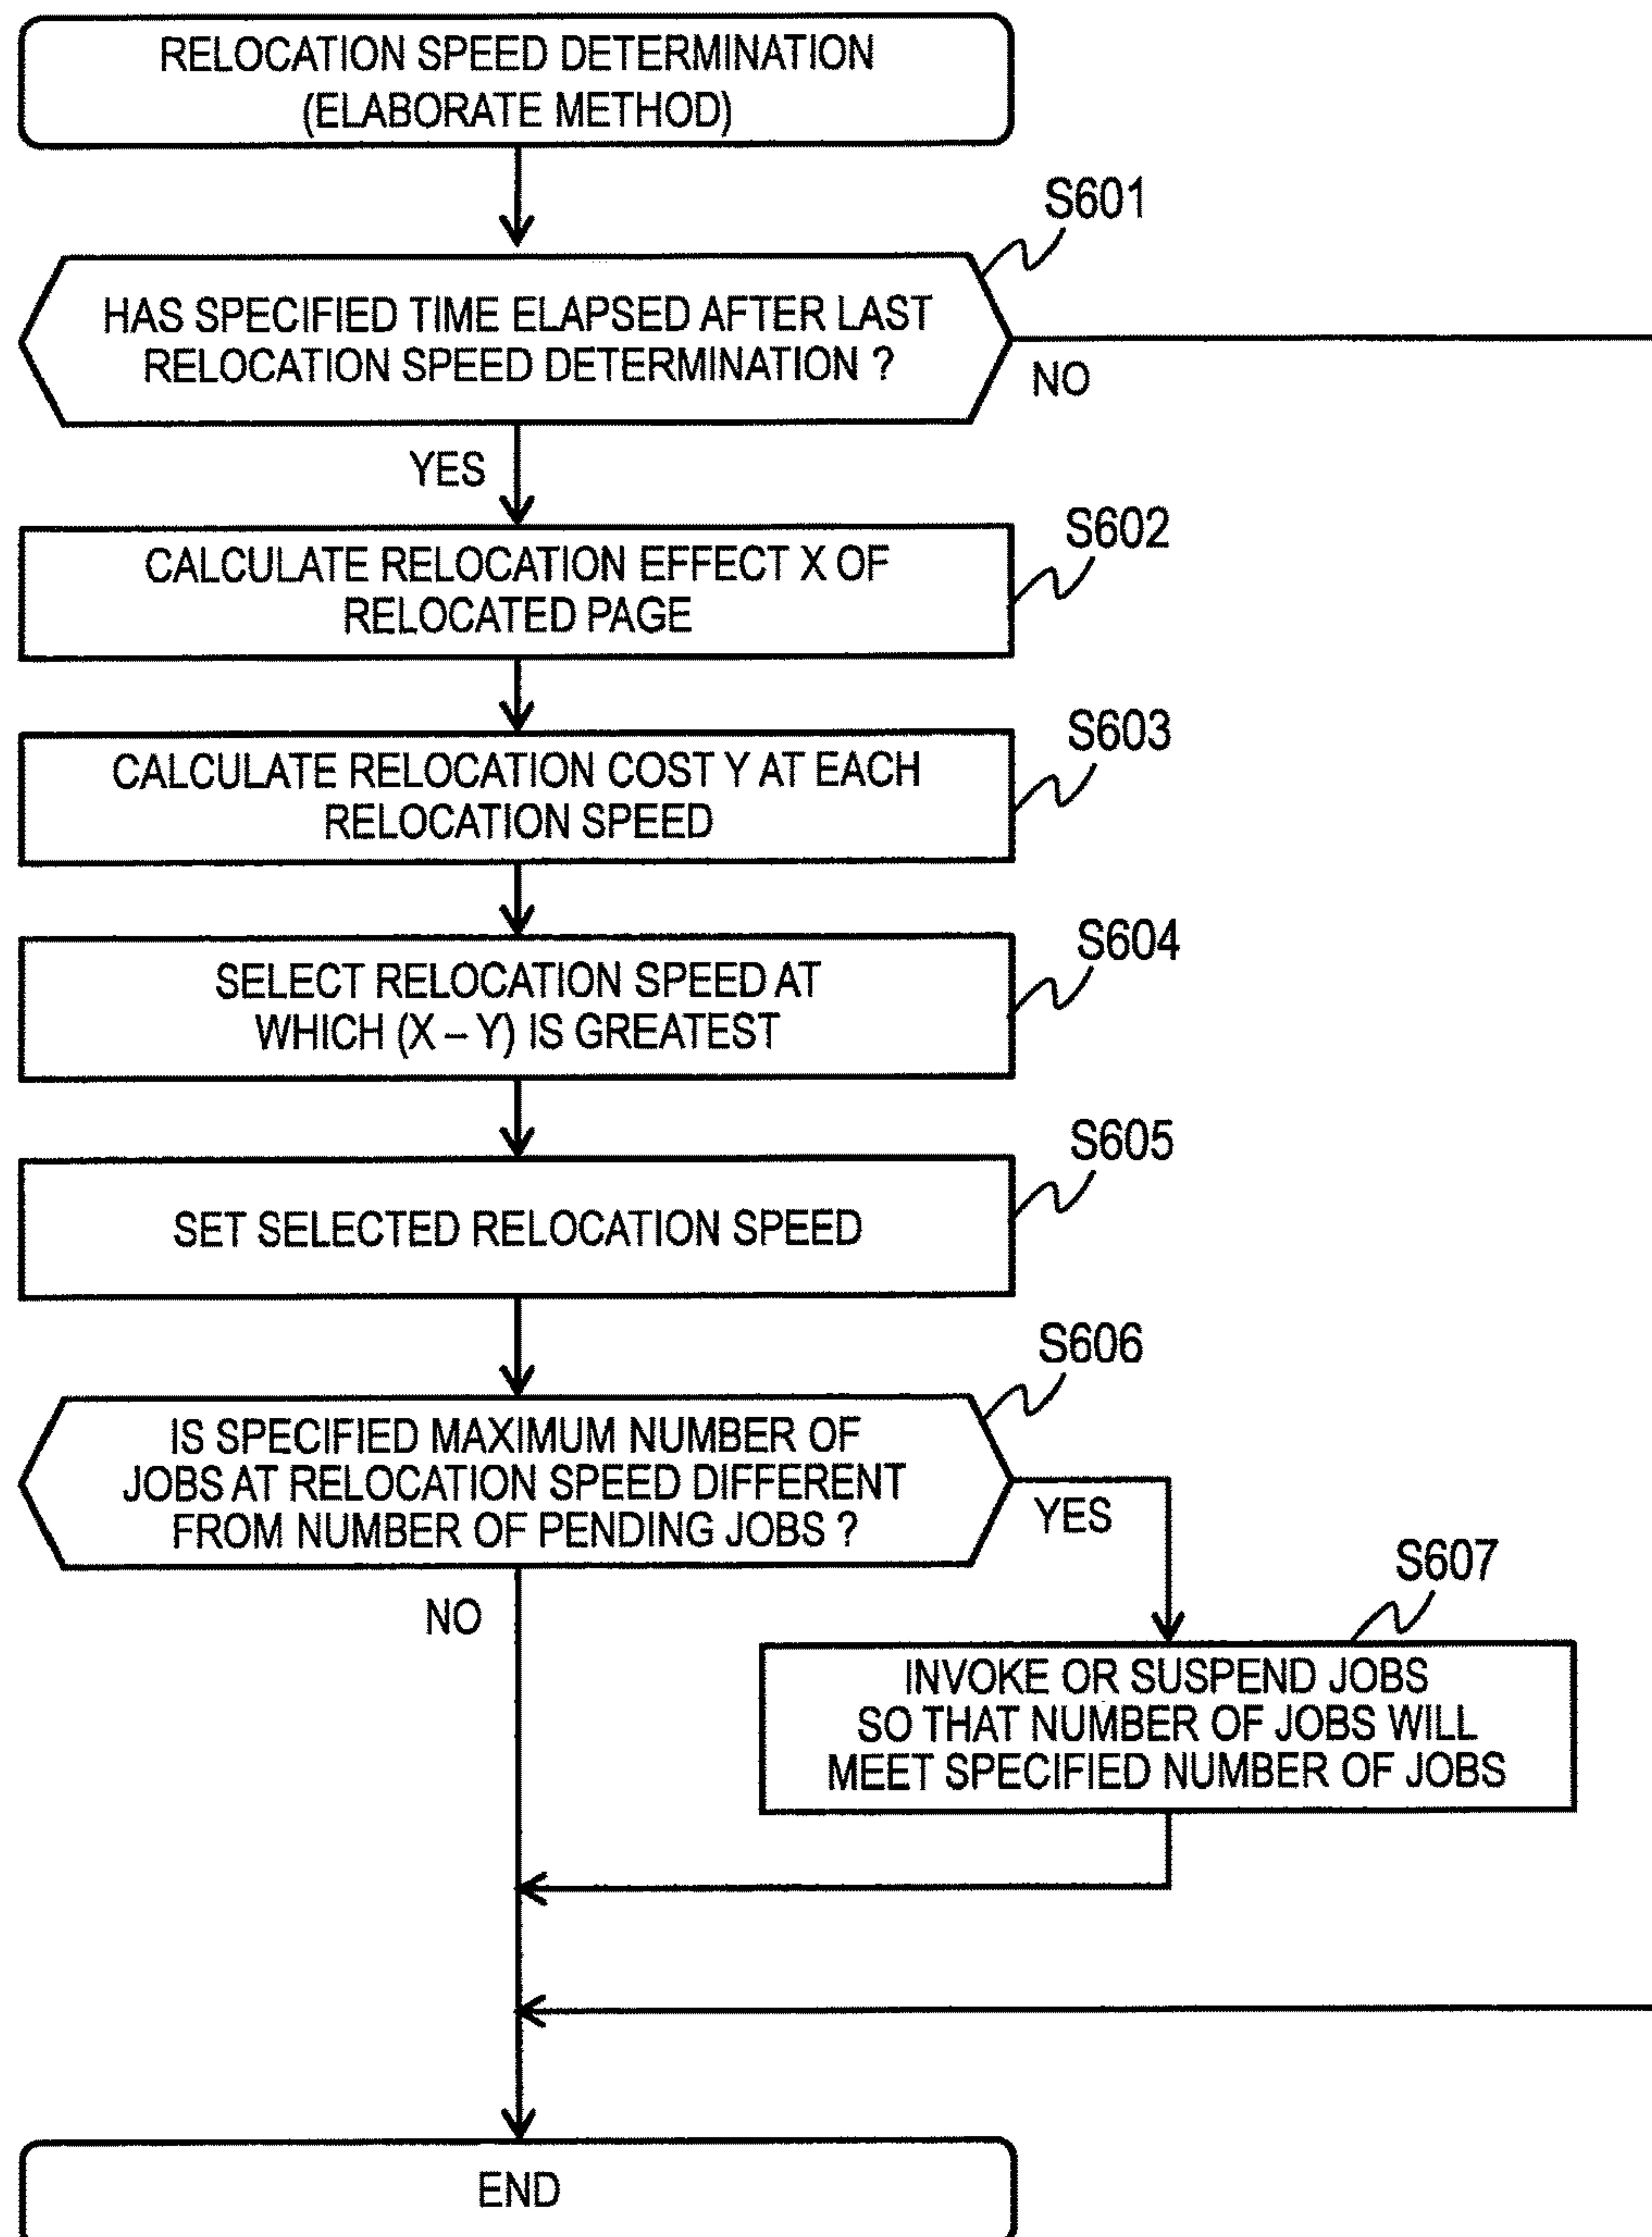 RELOCATION SPEED DETERMINATION
(ELABORATE METHOD)
S601
HAS SPECIFIED TIME ELAPSED AFTER LAST
RELOCATION SPEED DETERMINATION ?
NO
YES
S602
CALCULATE RELOCATION EFFECT X OF
RELOCATED PAGE
S603
CALCULATE RELOCATION COST Y AT EACH
RELOCATION SPEED
S604
SELECT RELOCATION SPEED AT
WHICH (X – Y) IS GREATEST
S605
SET SELECTED RELOCATION SPEED
S606
IS SPECIFIED MAXIMUM NUMBER OF
JOBS AT RELOCATION SPEED DIFFERENT
FROM NUMBER OF PENDING JOBS ?
YES
NO
S607
INVOKE OR SUSPEND JOBS
SO THAT NUMBER OF JOBS WILL
MEET SPECIFIED NUMBER OF JOBS
END